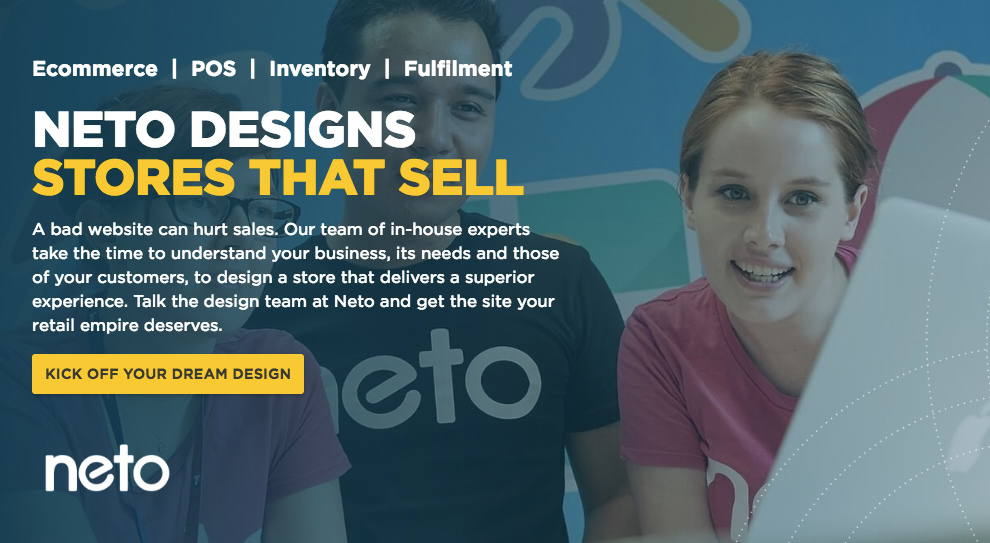 Ecommerce | POS | Inventory | Fulfilment
NETO DESIGNS
STORES THAT SELL
A bad website can hurt sales. Our team of in-house experts
take the time to understand your business, its needs and those
of your customers, to design a store that delivers a superior
experience. Talk the design team at Neto and get the site your
retail empire deserves.
neto
KICK OFF YOUR DREAM DESIGN
neto